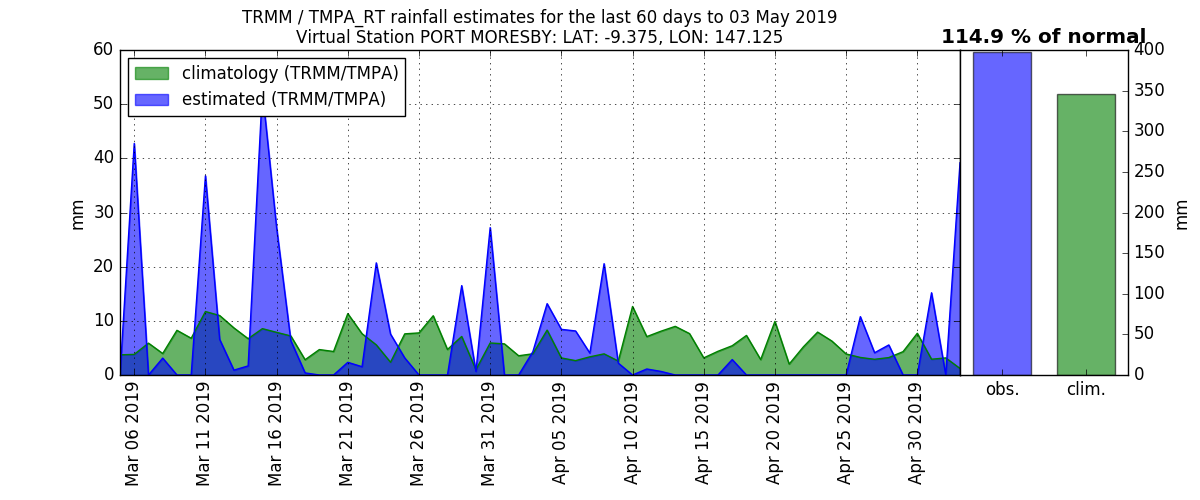 TRMM / TMPA_RT rainfall estimates for the last 60 days to 03 May 2019
Virtual Station PORT MORESBY: LAT: -9.375, LON: 147.125
114.9 % of normal
climatology (TRMM/TMPA)
estimated (TRMM/TMPA)
60
50
40
30
20
10
0
mm
Mar 06 2019
Mar 11 2019
Mar 16 2019
Mar 21 2019
Mar 26 2019
Mar 31 2019
Apr 05 2019
Apr 10 2019
Apr 15 2019
Apr 20 2019
Apr 25 2019
Apr 30 2019
obs.
clim.
400
350
300
250
200
150
100
50
0
mm